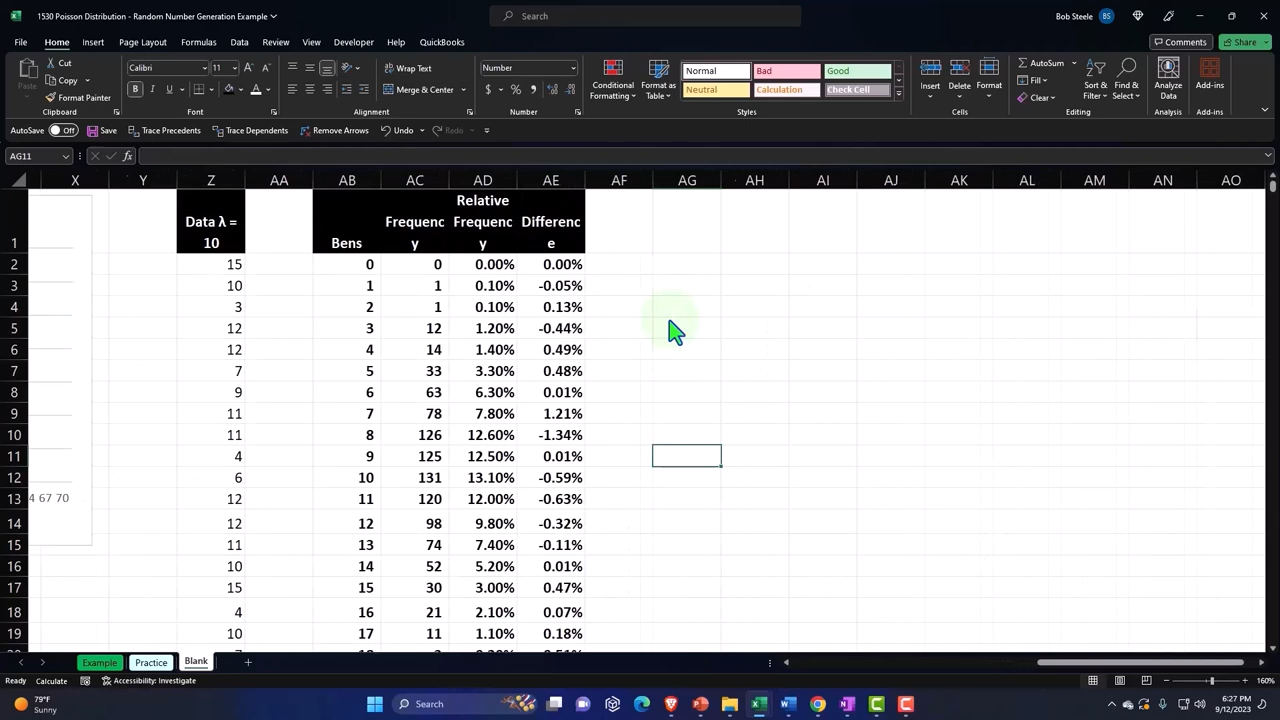 1530 Poisson Distribution - Random Number Generation Example
Search
Bob Steele BS
File Home Insert Page Layout Formulas Data Review View Developer Help QuickBooks Comments Share
Cut
Copy
Format Painter
Clipboard
Calibri 11
B I U
Font
Wrap Text
Merge & Center
Alignment
Number
$ % 9
Number
Conditional Formatting
Format as Table
Normal Bad Good
Neutral Calculation Check Cell
Styles
Insert Delete Format
Cells
AutoSum
Fill
Clear
Sort & Filter
Find & Select
Editing
Analyze Data
Analysis
Add-ins
Add-ins
AutoSave Off Save Trace Precedents Trace Dependents Remove Arrows Undo Redo
AG11 fx
X Y Z AA AB AC AD AE AF AG AH AI AJ AK AL AM AN AO
1 Data λ = 10 Bens Frequency Relative Frequency Difference
2 15 0 0 0.00% 0.00%
3 10 1 1 0.10% -0.05%
4 3 2 1 0.10% 0.13%
5 12 3 12 1.20% -0.44%
6 12 4 14 1.40% 0.49%
7 7 5 33 3.30% 0.48%
8 9 6 63 6.30% 0.01%
9 11 7 78 7.80% 1.21%
10 11 8 126 12.60% -1.34%
11 4 9 125 12.50% 0.01%
12 6 10 131 13.10% -0.59%
13 4 67 70 12 11 120 12.00% -0.63%
14 12 12 98 9.80% -0.32%
15 11 13 74 7.40% -0.11%
16 10 14 52 5.20% 0.01%
17 15 15 30 3.00% 0.47%
18 4 16 21 2.10% 0.07%
19 10 17 11 1.10% 0.18%
Example Practice Blank
Ready Calculate Accessibility: Investigate 160%
79°F
Sunny
Search
6:27 PM
9/12/2023